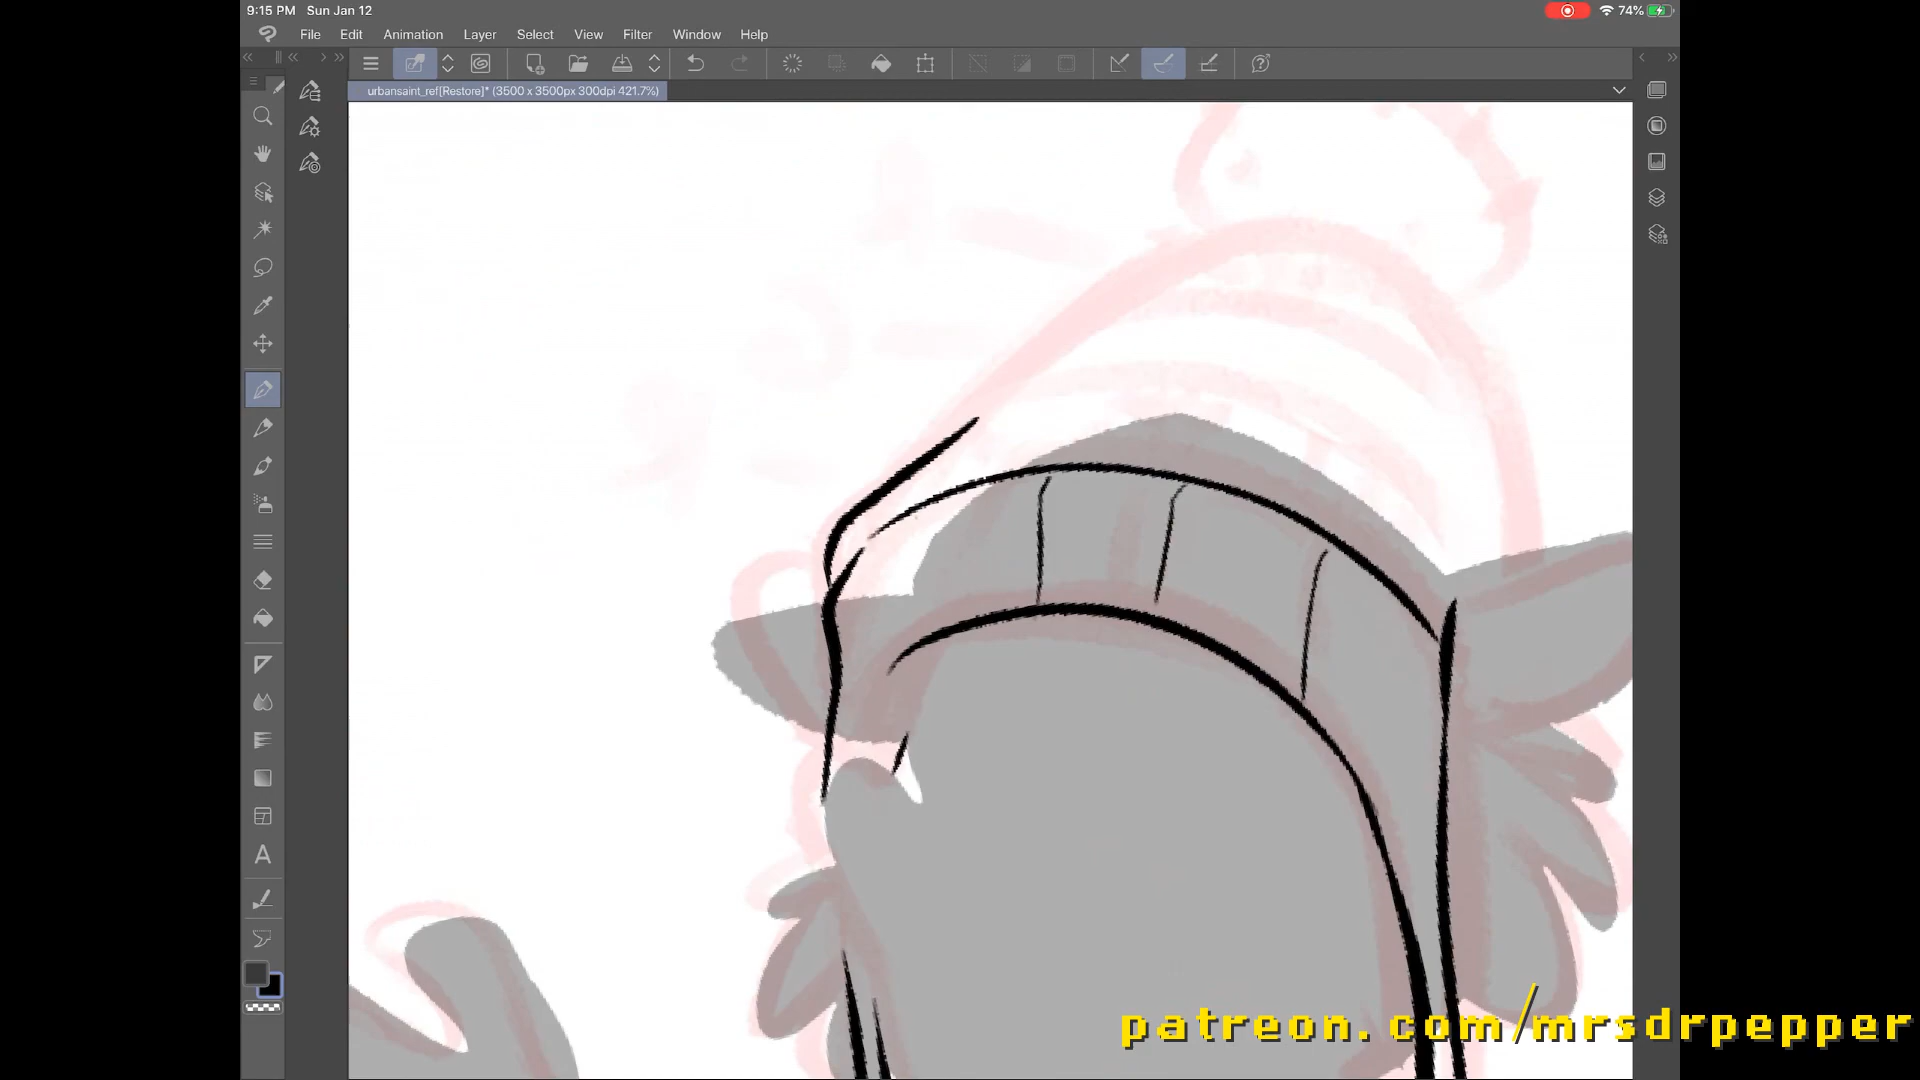 9:15 PM Sun Jan 12
74%
File Edit Animation Layer Select View Filter Window Help
urbansaint_ref[Restore]* (3500 x 3500px 300dpi 421.7%)
A
patreon.com/mrsdrpepper